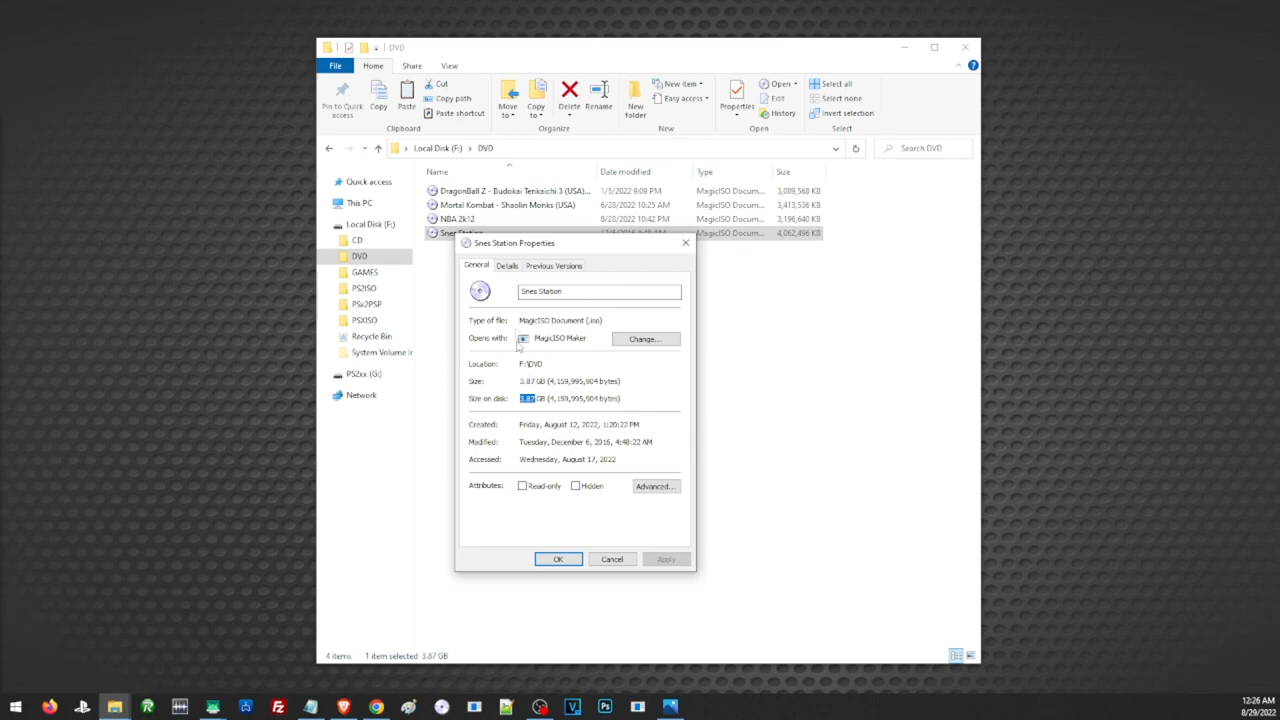 DVD
File Home Share View
Pin to Quick access
Copy
Paste
Cut
Copy path
Paste shortcut
Clipboard
Move to
Copy to
Delete
Rename
Organize
New folder
New item
Easy access
New
Properties
Open
Edit
History
Open
Select all
Select none
Invert selection
Select
Local Disk (F:) > DVD
Search DVD
Name Date modified Type Size
DragonBall Z - Budokai Tenkaichi 3 (USA)... 1/5/2022 9:09 PM MagicISO Docum... 3,089,568 KB
Mortal Kombat - Shaolin Monks (USA) 6/28/2022 10:25 AM MagicISO Docum... 3,413,536 KB
NBA 2k12 8/28/2022 10:42 PM MagicISO Docum... 3,196,640 KB
Snes Station MagicISO Docum... 4,062,496 KB
Quick access
This PC
Local Disk (F:)
CD
DVD
GAMES
PS2ISO
PSx2PSP
PSXISO
Recycle Bin
System Volume Ir
PS2xx (G:)
Network
Snes Station Properties
General Details Previous Versions
Snes Station
Type of file: MagicISO Document (.iso)
Opens with: MagicISO Maker Change...
Location: F:\DVD
Size: 3.87 GB (4,159,995,904 bytes)
Size on disk: 3.87 GB (4,159,995,904 bytes)
Created: Friday, August 12, 2022, 1:20:22 PM
Modified: Tuesday, December 6, 2016, 4:48:22 AM
Accessed: Wednesday, August 17, 2022
Attributes: Read-only Hidden Advanced...
OK Cancel Apply
4 items 1 item selected 3.87 GB
Ps
12:26 AM
8/29/2022